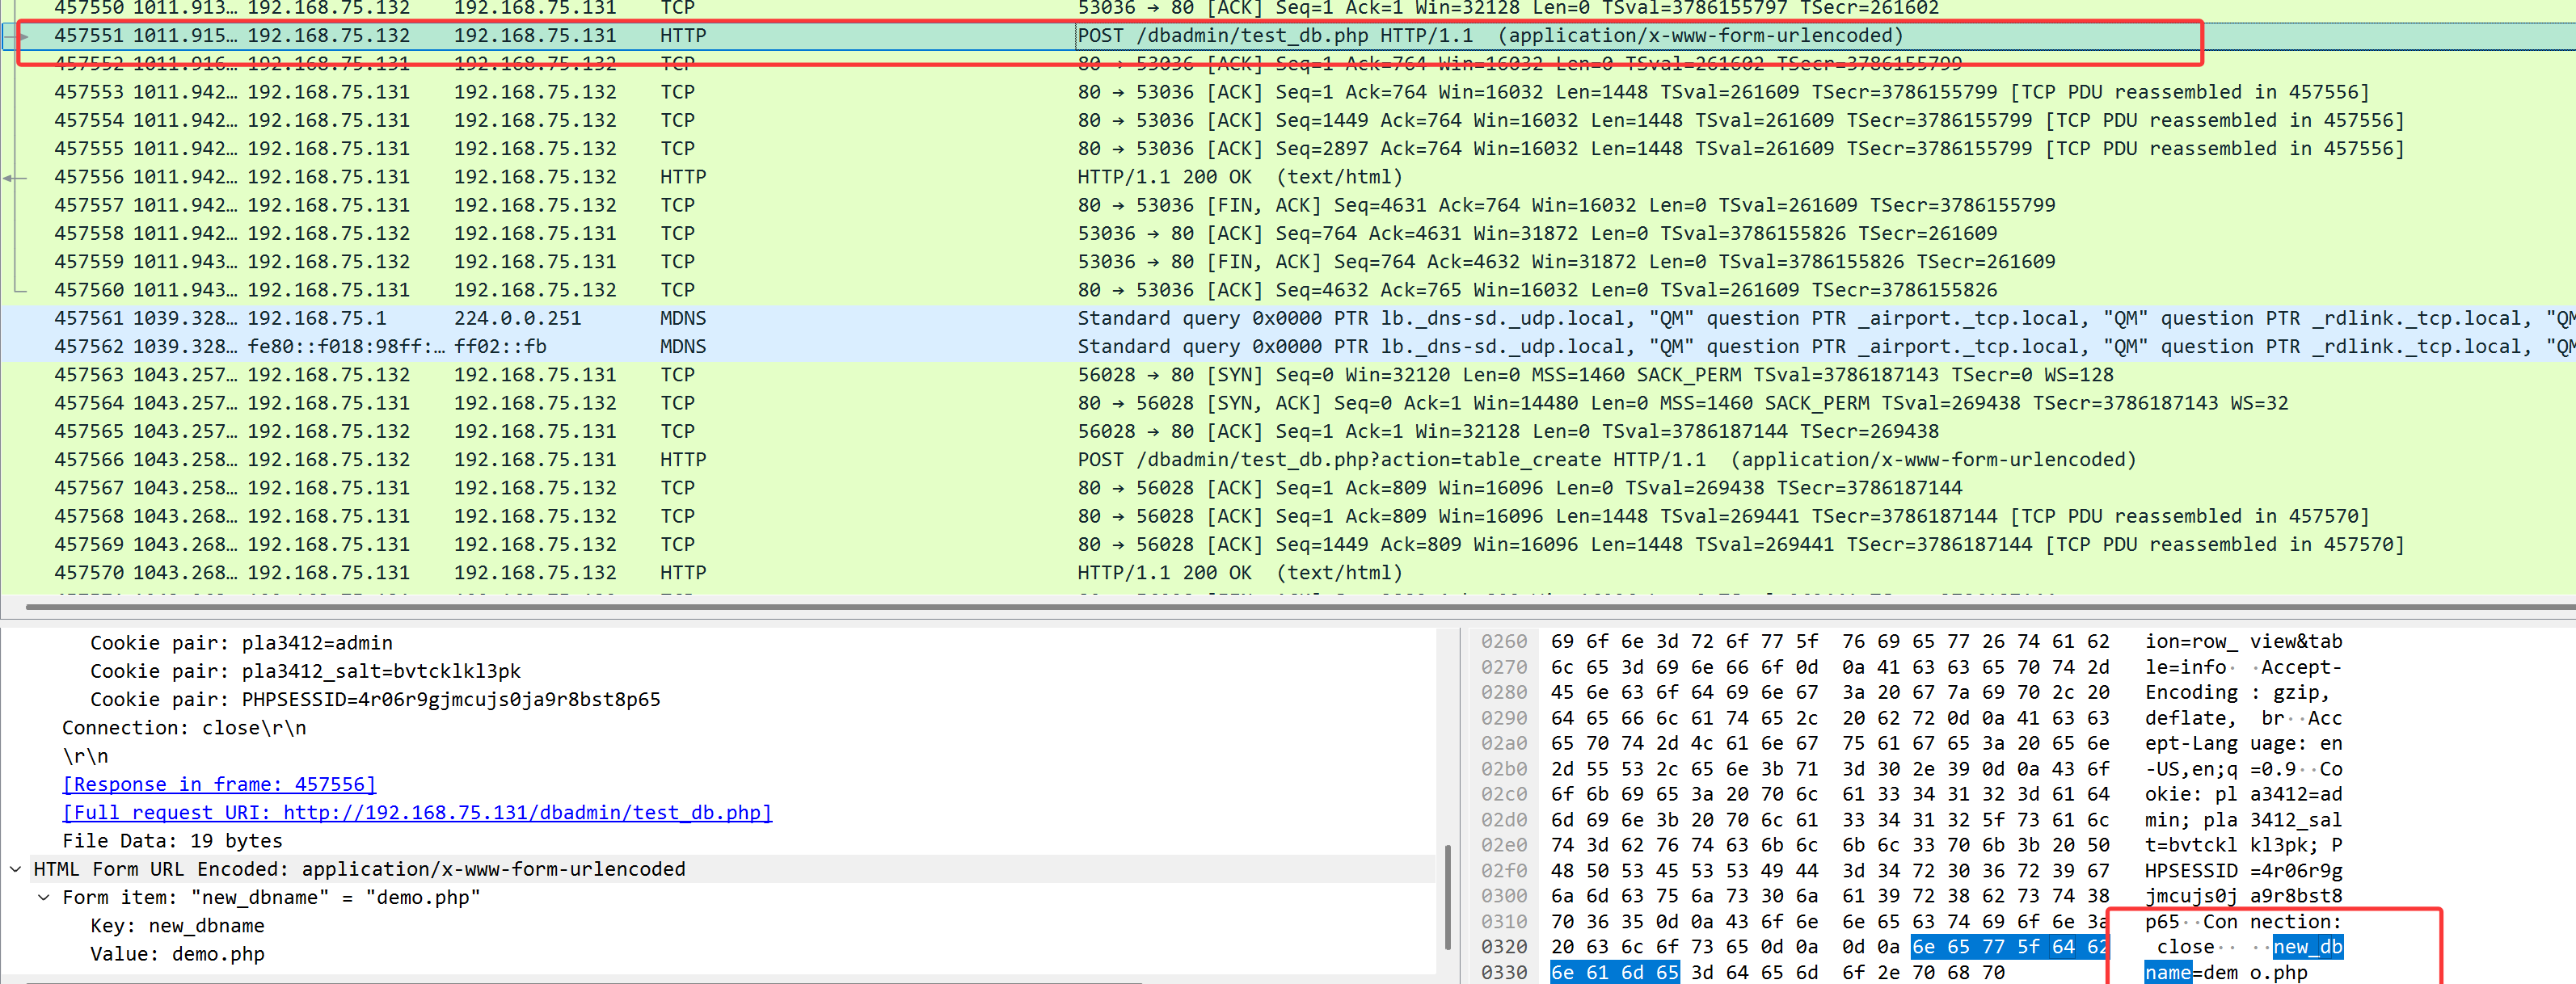 457550 1011.913… 192.168.75.132 192.168.75.131 TCP 53036 → 80 [ACK] Seq=1 Ack=1 Win=32128 Len=0 TSval=3786155797 TSecr=261602
457551 1011.915… 192.168.75.132 192.168.75.131 HTTP POST /dbadmin/test_db.php HTTP/1.1 (application/x-www-form-urlencoded)
457552 1011.916… 192.168.75.131 192.168.75.132 TCP 80 → 53036 [ACK] Seq=1 Ack=764 Win=16032 Len=0 TSval=261602 TSecr=3786155799
457553 1011.942… 192.168.75.131 192.168.75.132 TCP 80 → 53036 [ACK] Seq=1 Ack=764 Win=16032 Len=1448 TSval=261609 TSecr=3786155799 [TCP PDU reassembled in 457556]
457554 1011.942… 192.168.75.131 192.168.75.132 TCP 80 → 53036 [ACK] Seq=1449 Ack=764 Win=16032 Len=1448 TSval=261609 TSecr=3786155799 [TCP PDU reassembled in 457556]
457555 1011.942… 192.168.75.131 192.168.75.132 TCP 80 → 53036 [ACK] Seq=2897 Ack=764 Win=16032 Len=1448 TSval=261609 TSecr=3786155799 [TCP PDU reassembled in 457556]
457556 1011.942… 192.168.75.131 192.168.75.132 HTTP HTTP/1.1 200 OK (text/html)
457557 1011.942… 192.168.75.131 192.168.75.132 TCP 80 → 53036 [FIN, ACK] Seq=4631 Ack=764 Win=16032 Len=0 TSval=261609 TSecr=3786155799
457558 1011.942… 192.168.75.132 192.168.75.131 TCP 53036 → 80 [ACK] Seq=764 Ack=4631 Win=31872 Len=0 TSval=3786155826 TSecr=261609
457559 1011.943… 192.168.75.132 192.168.75.131 TCP 53036 → 80 [FIN, ACK] Seq=764 Ack=4632 Win=31872 Len=0 TSval=3786155826 TSecr=261609
457560 1011.943… 192.168.75.131 192.168.75.132 TCP 80 → 53036 [ACK] Seq=4632 Ack=765 Win=16032 Len=0 TSval=261609 TSecr=3786155826
457561 1039.328… 192.168.75.1 224.0.0.251 MDNS Standard query 0x0000 PTR lb._dns-sd._udp.local, "QM" question PTR _airport._tcp.local, "QM" question PTR _rdlink._tcp.local, "QM
457562 1039.328… fe80::f018:98ff:… ff02::fb MDNS Standard query 0x0000 PTR lb._dns-sd._udp.local, "QM" question PTR _airport._tcp.local, "QM" question PTR _rdlink._tcp.local, "QM
457563 1043.257… 192.168.75.132 192.168.75.131 TCP 56028 → 80 [SYN] Seq=0 Win=32120 Len=0 MSS=1460 SACK_PERM TSval=3786187143 TSecr=0 WS=128
457564 1043.257… 192.168.75.131 192.168.75.132 TCP 80 → 56028 [SYN, ACK] Seq=0 Ack=1 Win=14480 Len=0 MSS=1460 SACK_PERM TSval=269438 TSecr=3786187143 WS=32
457565 1043.257… 192.168.75.132 192.168.75.131 TCP 56028 → 80 [ACK] Seq=1 Ack=1 Win=32128 Len=0 TSval=3786187144 TSecr=269438
457566 1043.258… 192.168.75.132 192.168.75.131 HTTP POST /dbadmin/test_db.php?action=table_create HTTP/1.1 (application/x-www-form-urlencoded)
457567 1043.258… 192.168.75.131 192.168.75.132 TCP 80 → 56028 [ACK] Seq=1 Ack=809 Win=16096 Len=0 TSval=269438 TSecr=3786187144
457568 1043.268… 192.168.75.131 192.168.75.132 TCP 80 → 56028 [ACK] Seq=1 Ack=809 Win=16096 Len=1448 TSval=269441 TSecr=3786187144 [TCP PDU reassembled in 457570]
457569 1043.268… 192.168.75.131 192.168.75.132 TCP 80 → 56028 [ACK] Seq=1449 Ack=809 Win=16096 Len=1448 TSval=269441 TSecr=3786187144 [TCP PDU reassembled in 457570]
457570 1043.268… 192.168.75.131 192.168.75.132 HTTP HTTP/1.1 200 OK (text/html)
Cookie pair: pla3412=admin
Cookie pair: pla3412_salt=bvtcklkl3pk
Cookie pair: PHPSESSID=4r06r9gjmcujs0ja9r8bst8p65
Connection: close\r\n
\r\n
[Response in frame: 457556]
[Full request URI: http://192.168.75.131/dbadmin/test_db.php]
File Data: 19 bytes
HTML Form URL Encoded: application/x-www-form-urlencoded
Form item: "new_dbname" = "demo.php"
Key: new_dbname
Value: demo.php
0260 69 6f 6e 3d 72 6f 77 5f 76 69 65 77 26 74 61 62 ion=row_ view&tab
0270 6c 65 3d 69 6e 66 6f 0d 0a 41 63 63 65 70 74 2d le=info· ·Accept-
0280 45 6e 63 6f 64 69 6e 67 3a 20 67 7a 69 70 2c 20 Encoding : gzip,
0290 64 65 66 6c 61 74 65 2c 20 62 72 0d 0a 41 63 63 deflate, br··Acc
02a0 65 70 74 2d 4c 61 6e 67 75 61 67 65 3a 20 65 6e ept-Lang uage: en
02b0 2d 55 53 2c 65 6e 3b 71 3d 30 2e 39 0d 0a 43 6f -US,en;q =0.9··Co
02c0 6f 6b 69 65 3a 20 70 6c 61 33 34 31 32 3d 61 64 okie: pl a3412=ad
02d0 6d 69 6e 3b 20 70 6c 61 33 34 31 32 5f 73 61 6c min; pla 3412_sal
02e0 74 3d 62 76 74 63 6b 6c 6b 6c 33 70 6b 3b 20 50 t=bvtckl kl3pk; P
02f0 48 50 53 45 53 53 49 44 3d 34 72 30 36 72 39 67 HPSESSID =4r06r9g
0300 6a 6d 63 75 6a 73 30 6a 61 39 72 38 62 73 74 38 jmcujs0j a9r8bst8
0310 70 36 35 0d 0a 43 6f 6e 6e 65 63 74 69 6f 6e 3a p65··Con nection:
0320 20 63 6c 6f 73 65 0d 0a 0d 0a 6e 65 77 5f 64 62 close·· ··new_db
0330 6e 61 6d 65 3d 64 65 6d 6f 2e 70 68 70 name=dem o.php